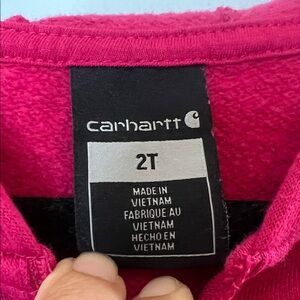 carhartt
2T
MADE IN
VIETNAM
FABRIQUE AU
VIETNAM
HECHO EN
VIETNAM